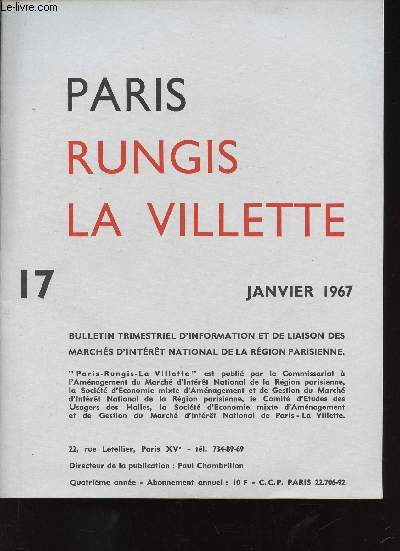 Le-livre.com
PARIS
RUNGIS
LA VILLETTE
17
JANVIER 1967
BULLETIN TRIMESTRIEL D'INFORMATION ET DE LIAISON DES
MARCHÉS D'INTÉRÊT NATIONAL DE LA RÉGION PARISIENNE.
"Paris-Rungis-La Villette" est publié par le Commissariat à
l'Aménagement du Marché d'Intérêt National de la Région parisienne,
la Société d'Economie mixte d'Aménagement et de Gestion du Marché
d'Intérêt National de la Région parisienne, le Comité d'Etudes des
Usagers des Halles, la Société d'Economie mixte d'Aménagement
et de Gestion du Marché d'Intérêt National de Paris-La Villette.
22, rue Letellier, Paris XVe - tél. 734-89-69
Directeur de la publication : Paul Chambrillon
Quatrième année - Abonnement annuel : 10 F - C.C.P. PARIS 22.706-92